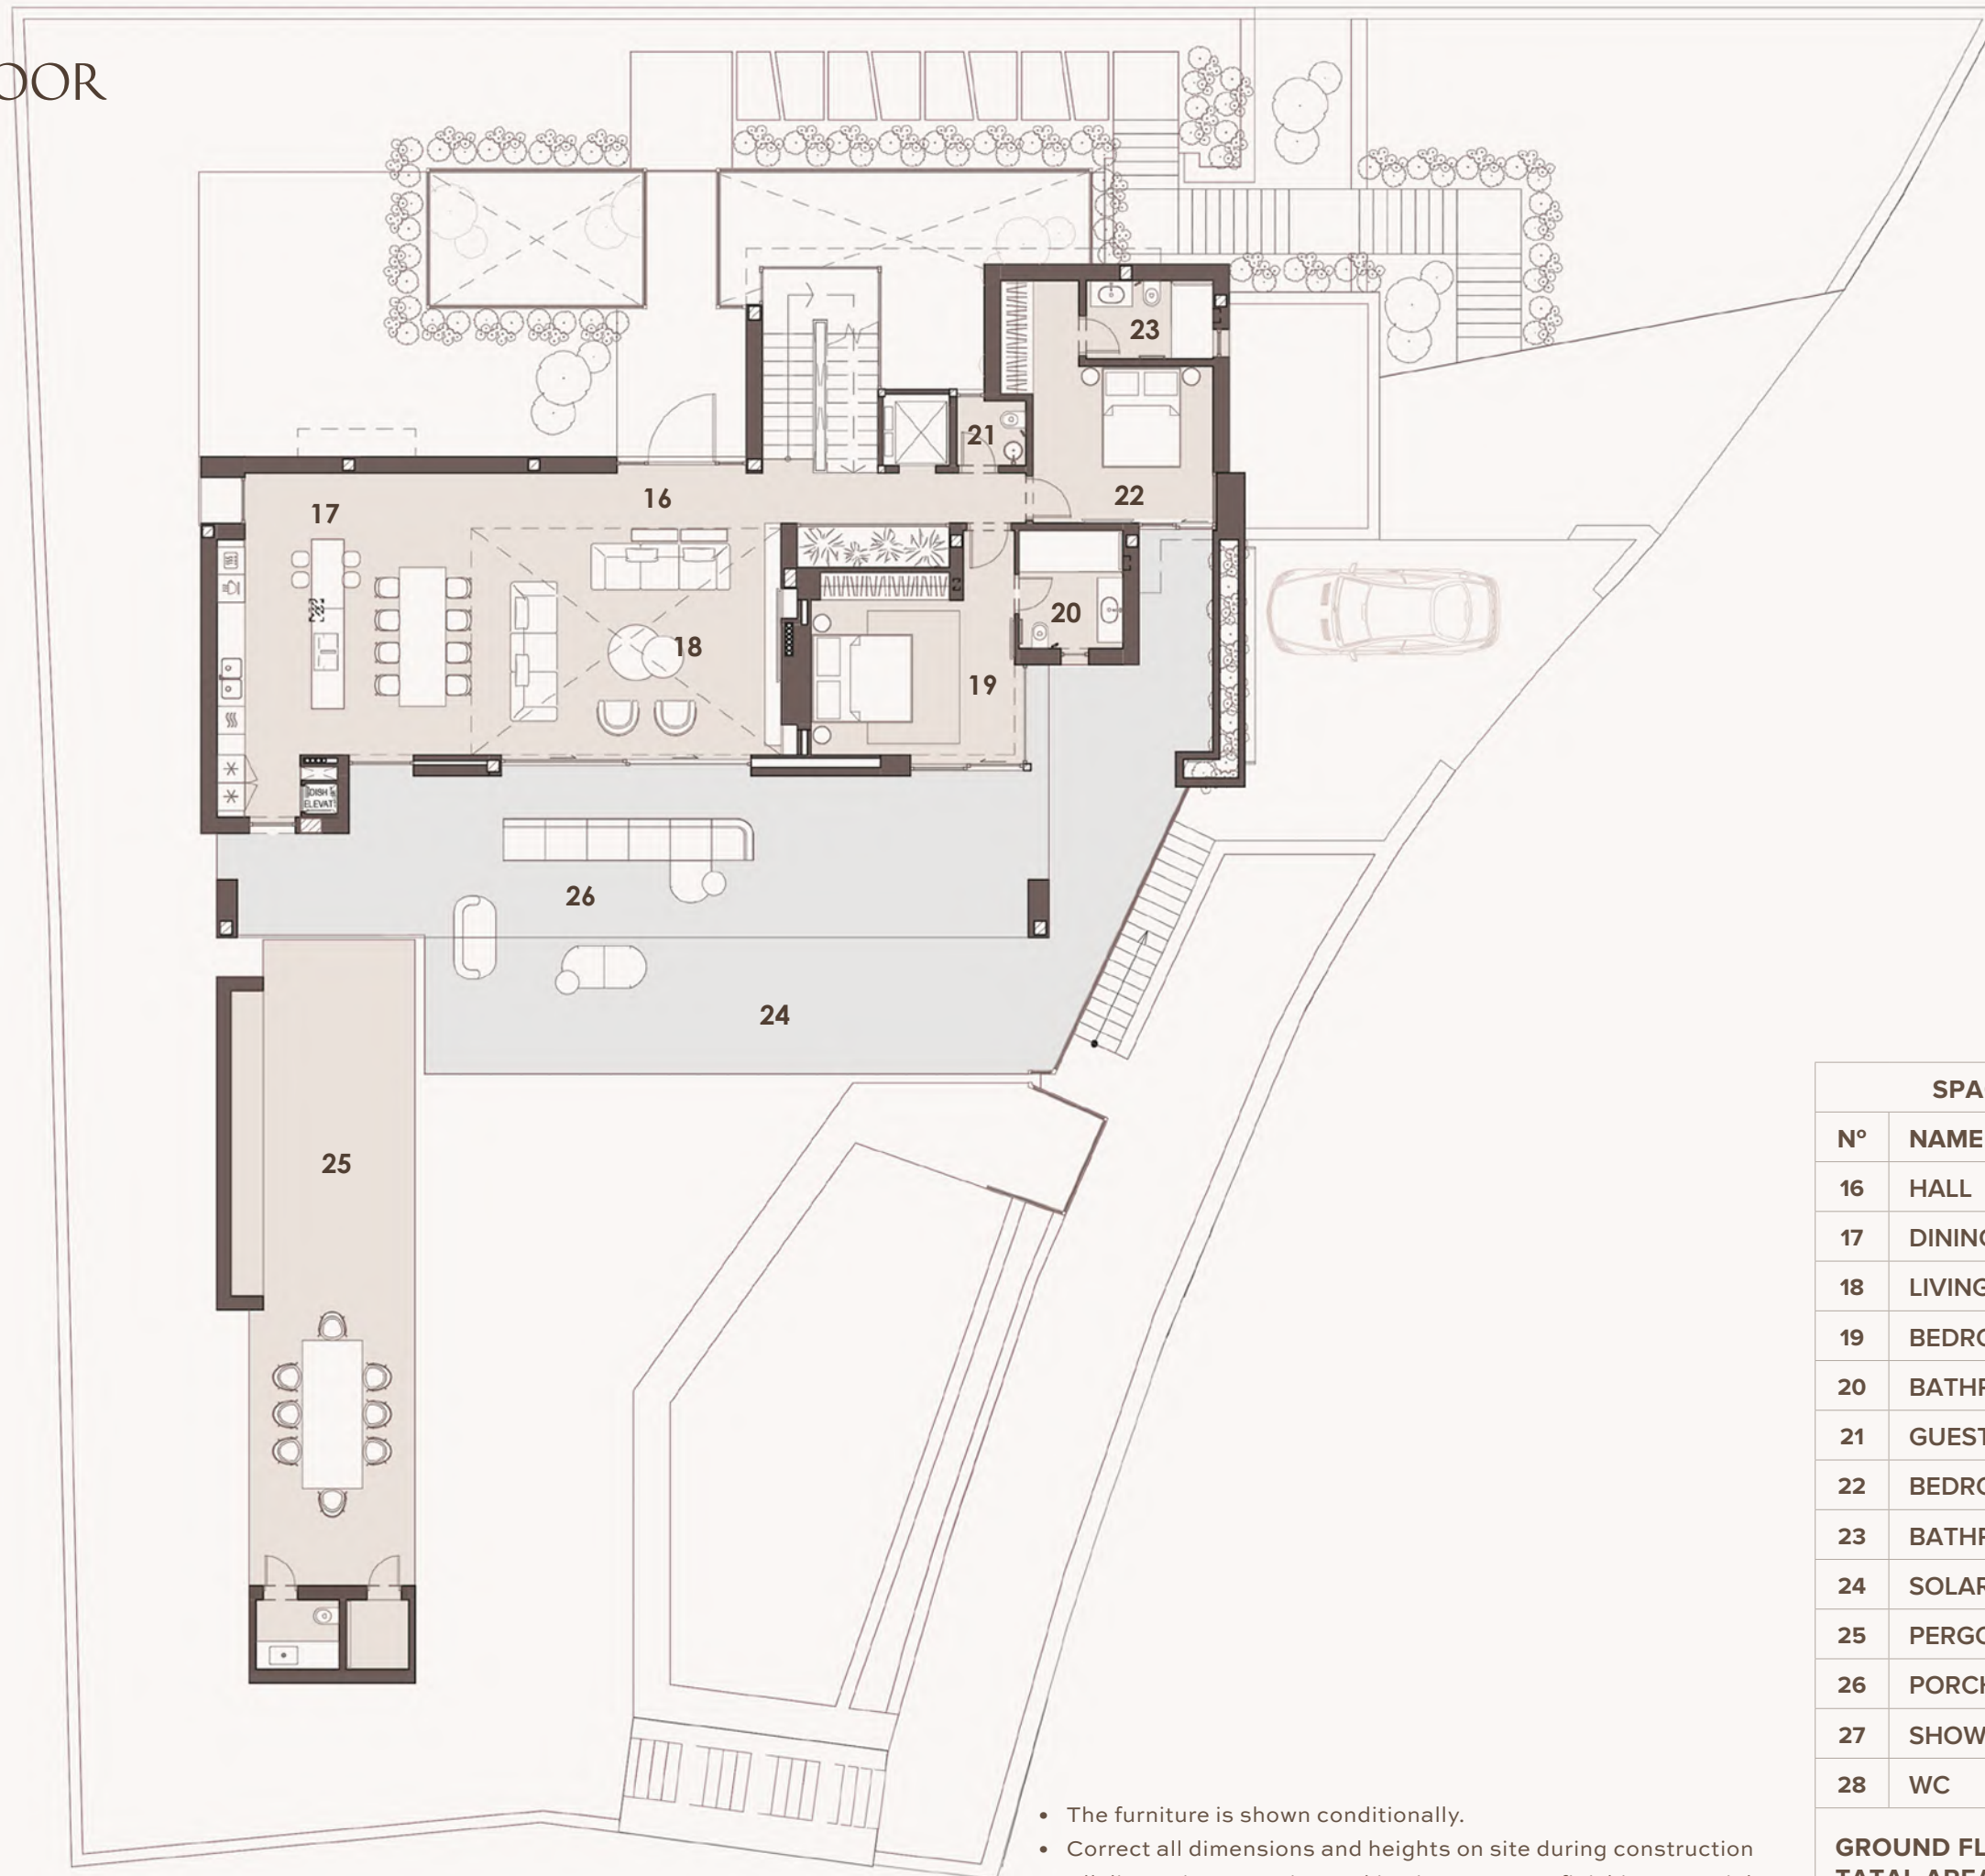 OOR
23
21
16
22
17
20
18
19
DISH
ELEVAT
26
24
25
SPA
Nº NAME
16 HALL
17 DINING
18 LIVING
19 BEDRO
20 BATHR
21 GUEST
22 BEDRO
23 BATHR
24 SOLAR
25 PERGO
26 PORCH
27 SHOW
28 WC
GROUND FL
• The furniture is shown conditionally.
• Correct all dimensions and heights on site during construction